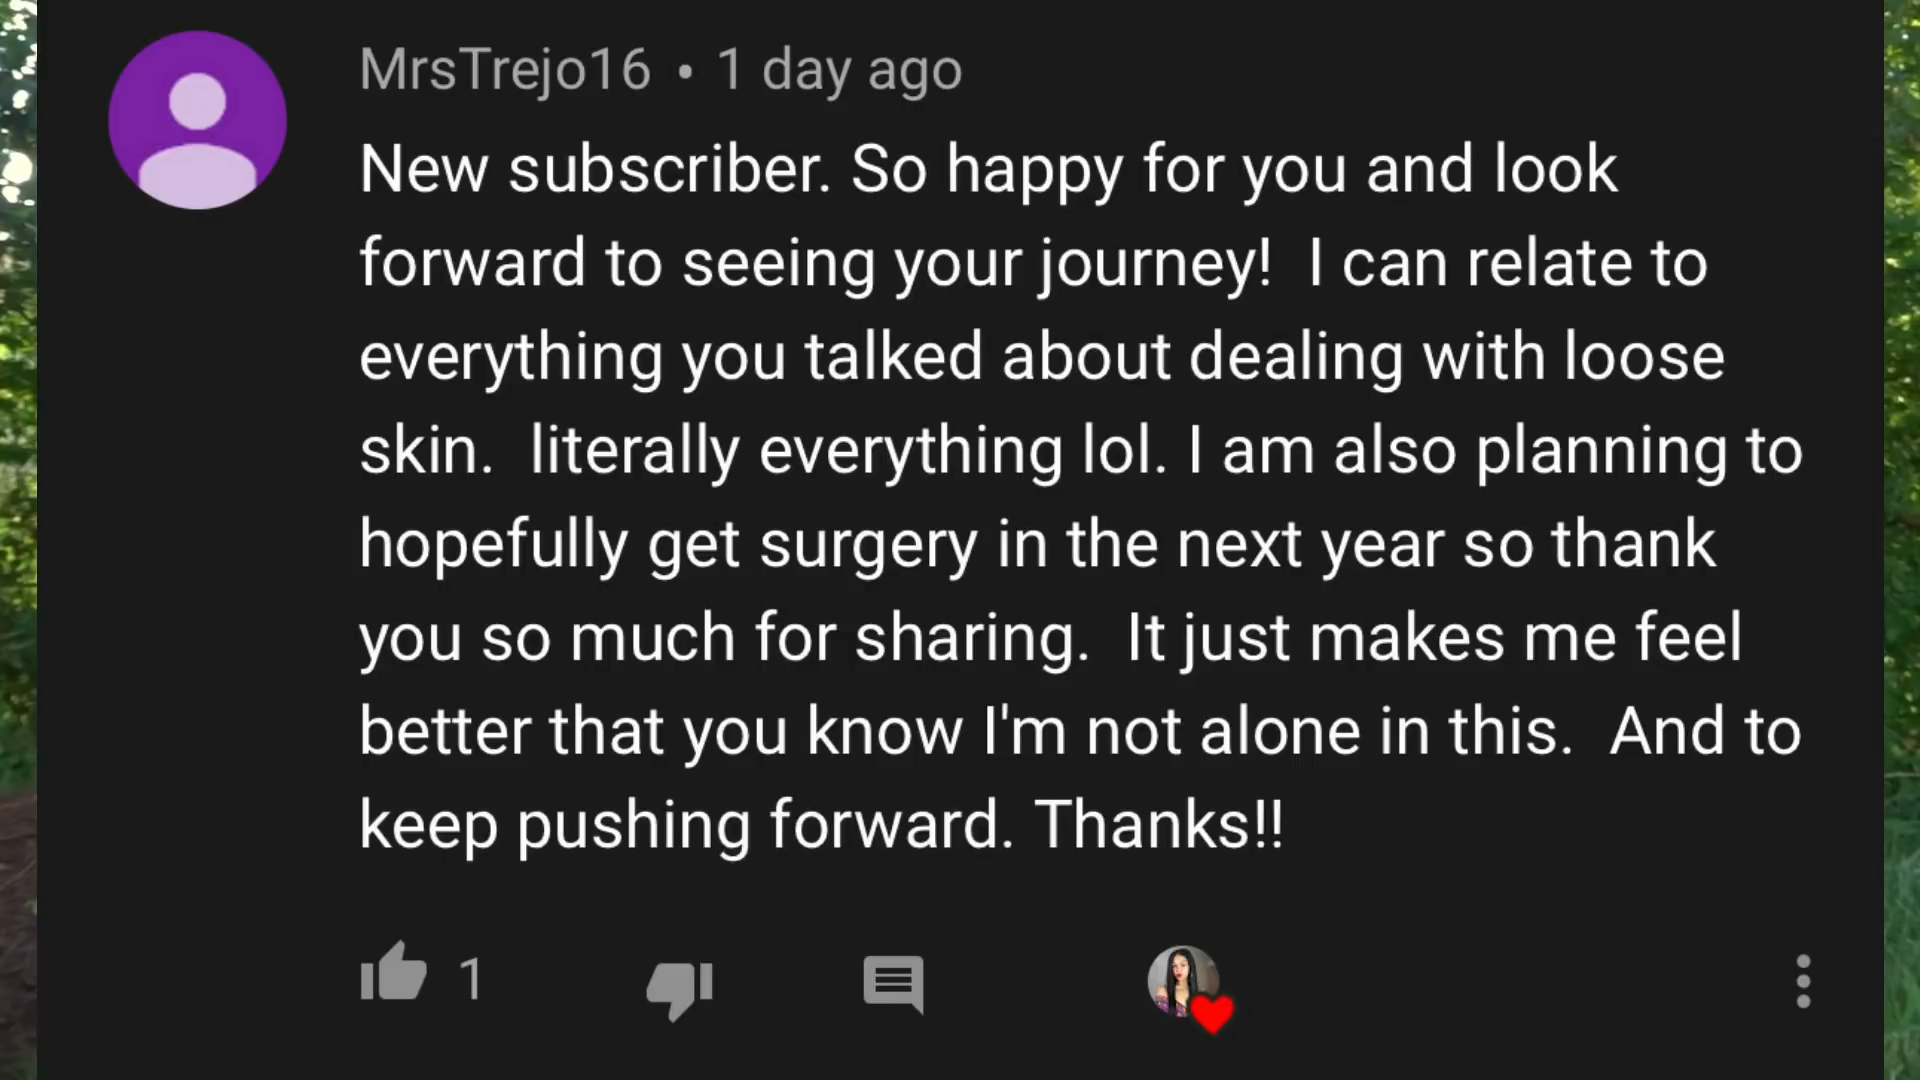 MrsTrejo16 • 1 day ago
New subscriber. So happy for you and look
forward to seeing your journey!  I can relate to
everything you talked about dealing with loose
skin.  literally everything lol. I am also planning to
hopefully get surgery in the next year so thank
you so much for sharing.  It just makes me feel
better that you know I'm not alone in this.  And to
keep pushing forward. Thanks!!
1